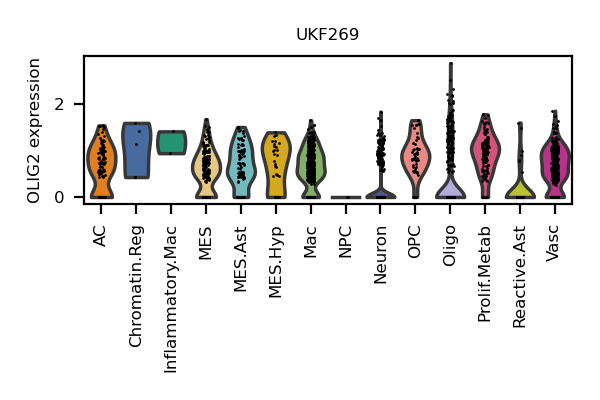 UKF269
OLIG2 expression
2
0
AC
Chromatin.Reg
Inflammatory.Mac
MES
MES.Ast
MES.Hyp
Mac
NPC
Neuron
OPC
Oligo
Prolif.Metab
Reactive.Ast
Vasc